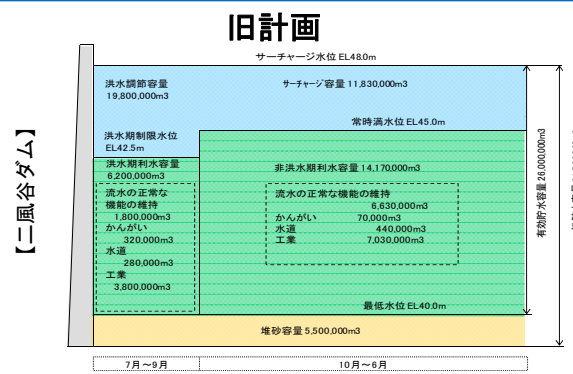 旧計画
サーチャージ水位 EL48.0m
洪水調節容量
19,800,000m3
サーチャージ容量 11,830,000m3
常時満水位 EL45.0m
洪水期制限水位
EL42.5m
洪水期利水容量
6,200,000m3
非洪水期利水容量 14,170,000m3
流水の正常な
機能の維持
1,800,000m3
かんがい
320,000m3
水道
280,000m3
工業
3,800,000m3
流水の正常な機能の維持
6,630,000m3
かんがい 70,000m3
水道 440,000m3
工業 7,030,000m3
最低水位 EL40.0m
堆砂容量 5,500,000m3
有効貯水容量 26,000,000m3
【二風谷ダム】
7月～9月
10月～6月